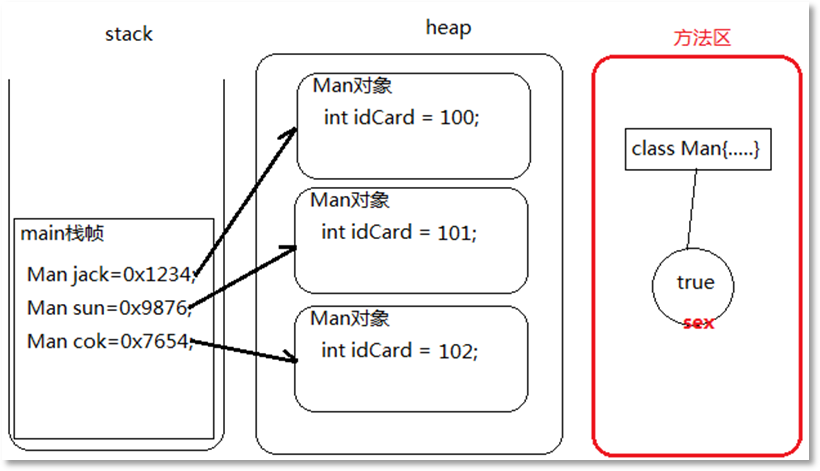 stack
heap
方法区
Man对象
int idCard = 100;
Man对象
int idCard = 101;
Man对象
int idCard = 102;
main栈帧
Man jack=0x1234;
Man sun=0x9876;
Man cok=0x7654;
class Man{.....}
true
sex